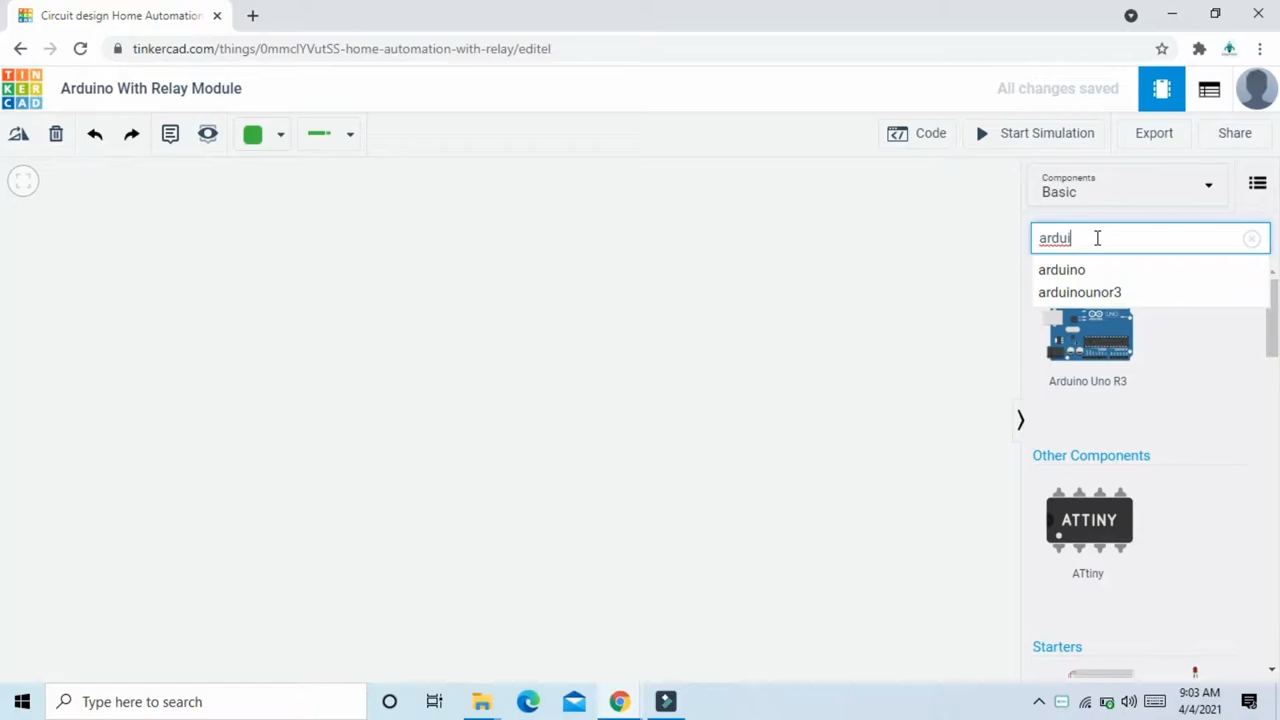 Circuit design Home Automation
tinkercad.com/things/0mmclYVutSS-home-automation-with-relay/editel
TIN
KER
CAD
Arduino With Relay Module
All changes saved
Code
Start Simulation
Export
Share
Components
Basic
ardui
arduino
arduinounor3
UNO
Arduino Uno R3
Other Components
ATTINY
ATtiny
Starters
Type here to search
9:03 AM
4/4/2021